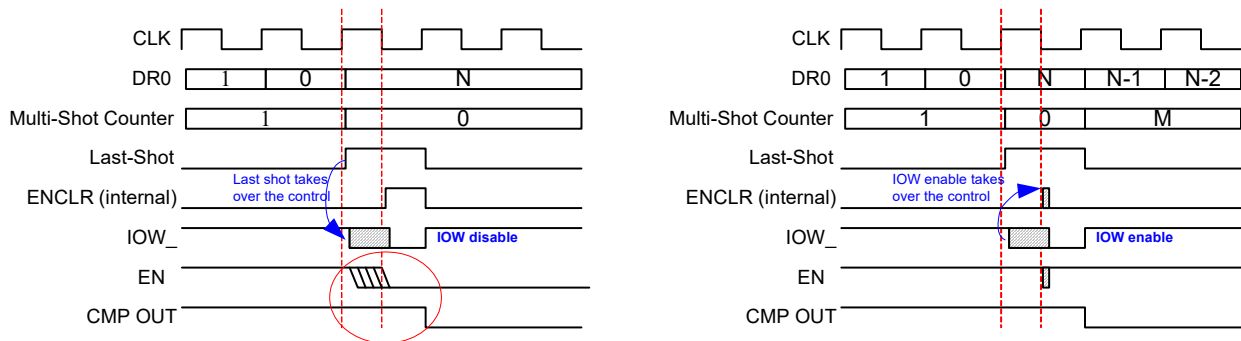 CLK
DR0 1 0 N
Multi-Shot Counter 1 0
Last-Shot
Last shot takes
over the control
ENCLR (internal)
IOW_ IOW disable
EN
CMP OUT
CLK
DR0 1 0 N N-1 N-2
Multi-Shot Counter 1 0 M
Last-Shot
IOW enable takes
over the control
ENCLR (internal)
IOW_ IOW enable
EN
CMP OUT